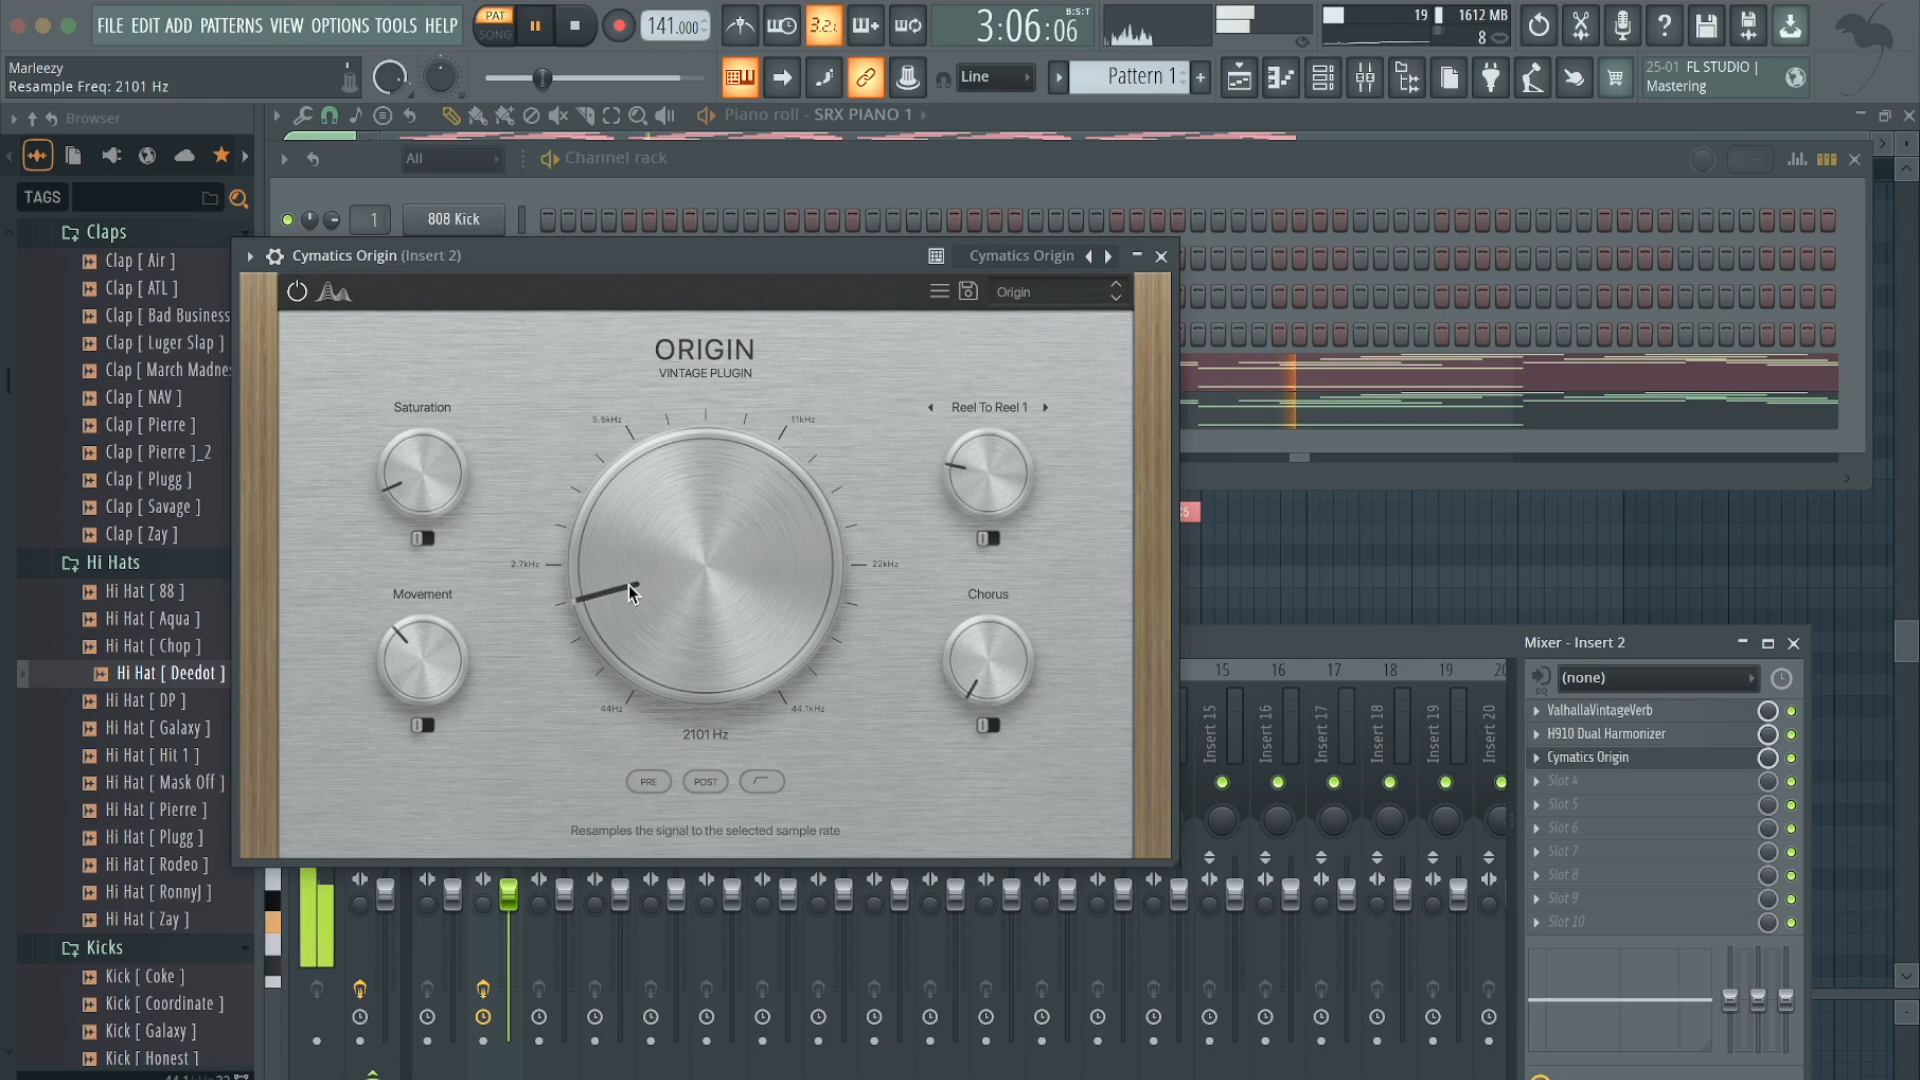 FILE EDIT ADD PATTERNS VIEW OPTIONS TOOLS HELP
PAT
SONG
141.000
3.2.
3:06:06
B:S:T
19
1612 MB
8
Marleezy
Resample Freq: 2101 Hz
Line
Pattern 1
25-01 FL STUDIO |
Mastering
Browser
Piano roll - SRX PIANO 1
All
Channel rack
TAGS
1
808 Kick
Claps
Clap [ Air ]
Clap [ ATL ]
Clap [ Bad Business
Clap [ Luger Slap ]
Clap [ March Madne
Clap [ NAV ]
Clap [ Pierre ]
Clap [ Pierre ]_2
Clap [ Plugg ]
Clap [ Savage ]
Clap [ Zay ]
Hi Hats
Hi Hat [ 88 ]
Hi Hat [ Aqua ]
Hi Hat [ Chop ]
Hi Hat [ Deedot ]
Hi Hat [ DP ]
Hi Hat [ Galaxy ]
Hi Hat [ Hit 1 ]
Hi Hat [ Mask Off ]
Hi Hat [ Pierre ]
Hi Hat [ Plugg ]
Hi Hat [ Rodeo ]
Hi Hat [ RonnyJ ]
Hi Hat [ Zay ]
Kicks
Kick [ Coke ]
Kick [ Coordinate ]
Kick [ Galaxy ]
Kick [ Honest ]
Cymatics Origin (Insert 2)
Cymatics Origin
Origin
ORIGIN
VINTAGE PLUGIN
Saturation
5.5kHz
11kHz
Reel To Reel 1
2.7kHz
22kHz
Movement
Chorus
44Hz
44.1kHz
2101 Hz
PRE
POST
Resamples the signal to the selected sample rate
15
16
17
18
19
20
Insert 15
Insert 16
Insert 17
Insert 18
Insert 19
Insert 20
Mixer - Insert 2
EQ
(none)
ValhallaVintageVerb
H910 Dual Harmonizer
Cymatics Origin
Slot 4
Slot 5
Slot 6
Slot 7
Slot 8
Slot 9
Slot 10